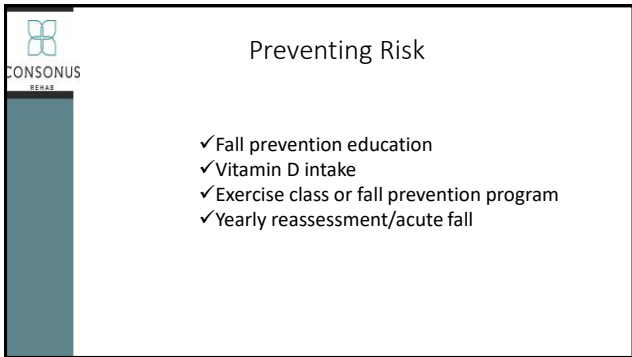 CONSONUS
REHAB
Preventing Risk
✓Fall prevention education
✓Vitamin D intake
✓Exercise class or fall prevention program
✓Yearly reassessment/acute fall